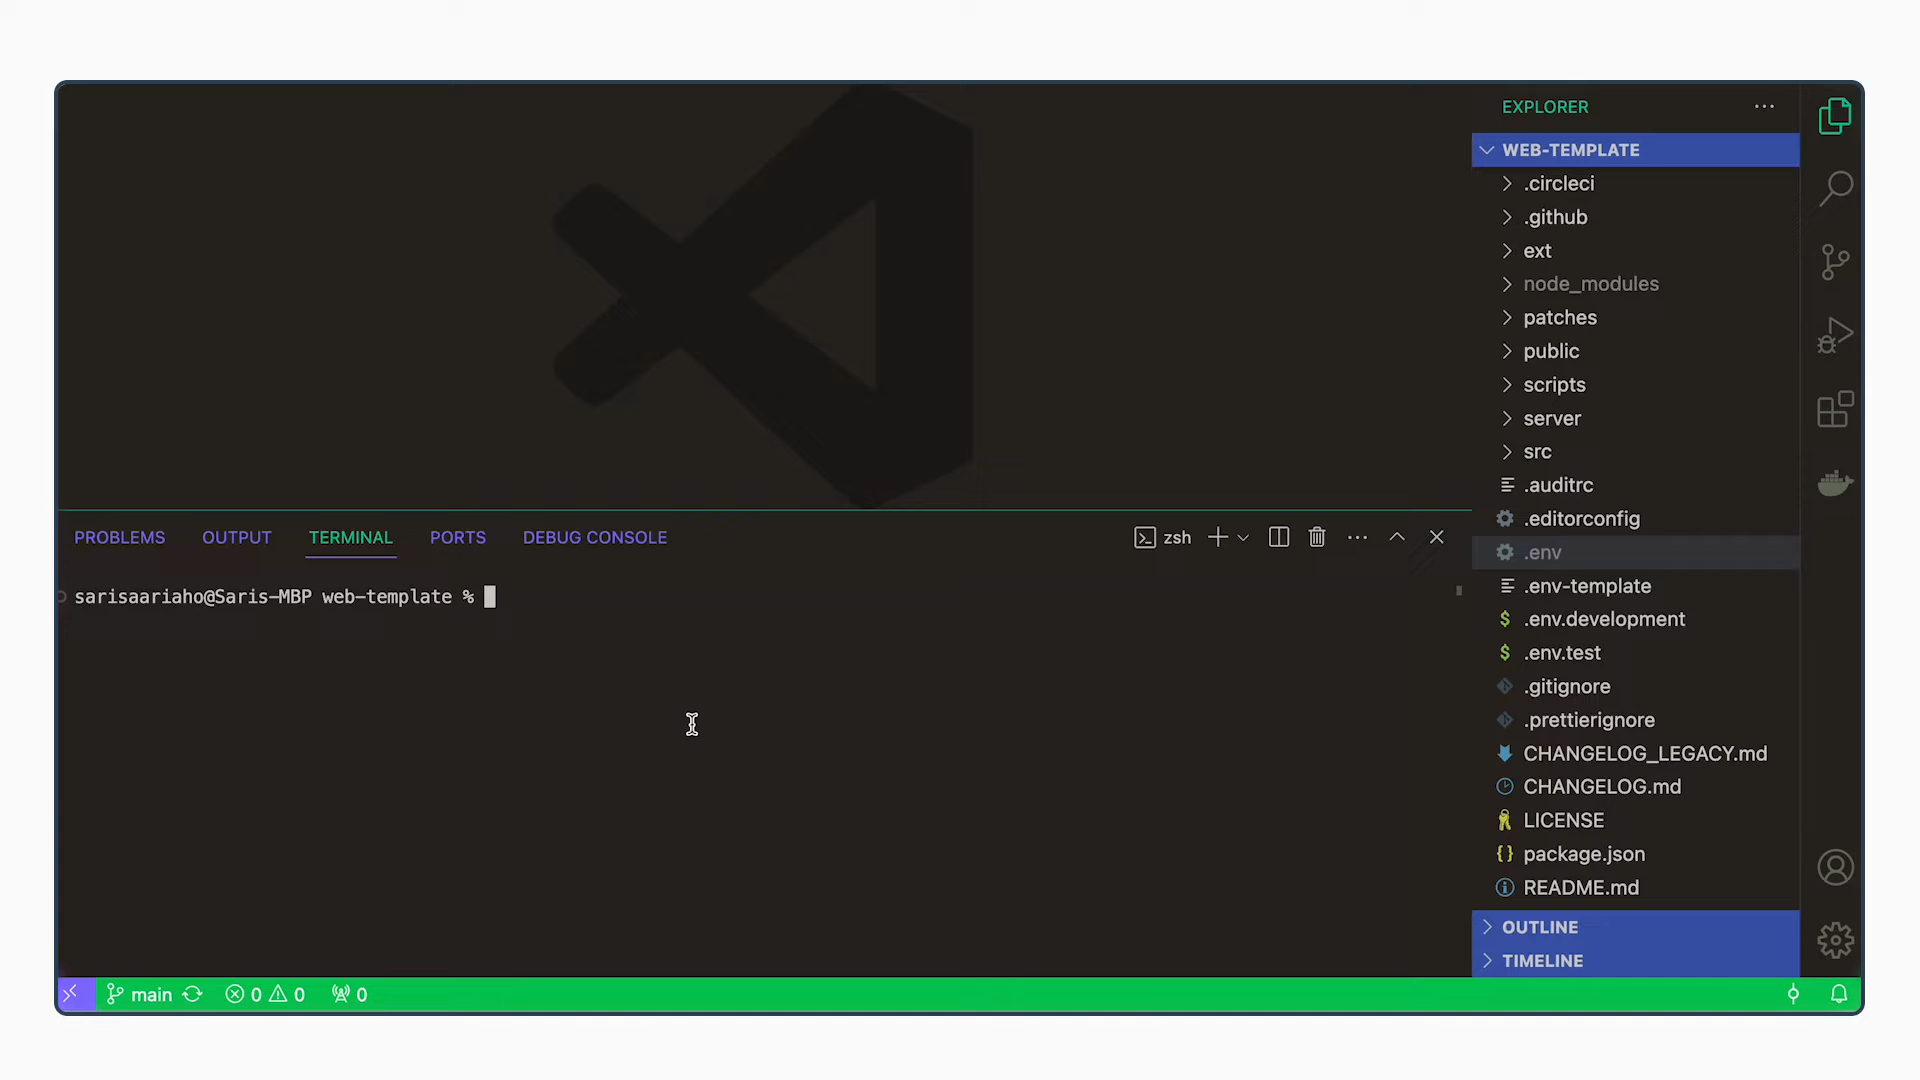 EXPLORER
WEB-TEMPLATE
.circleci
.github
ext
node_modules
patches
public
scripts
server
src
.auditrc
.editorconfig
.env
.env-template
.env.development
.env.test
.gitignore
.prettierignore
CHANGELOG_LEGACY.md
CHANGELOG.md
LICENSE
package.json
README.md
OUTLINE
TIMELINE
PROBLEMS OUTPUT TERMINAL PORTS DEBUG CONSOLE zsh
sarisaariaho@Saris-MBP web-template %
main 0 0 0